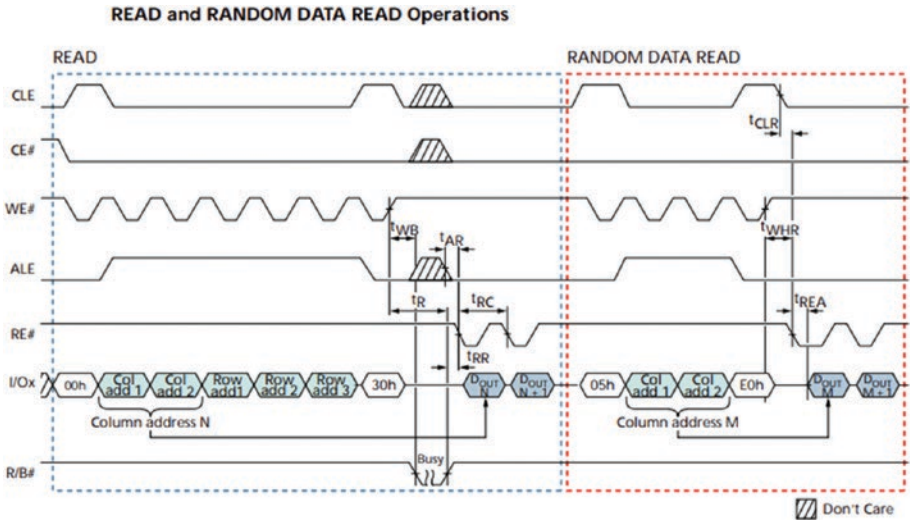 READ and RANDOM DATA READ Operations
READ
RANDOM DATA READ
CLE
tCLR
CE#
WE#
tWB
tAR
tWHR
ALE
tR
tRC
tREA
RE#
tRR
I/Ox
00h
Col add 1
Col add 2
Row add1
Row add 2
Row add 3
30h
DOUT N
DOUT N + 1
05h
Col add 1
Col add 2
E0h
DOUT M
DOUT M + 1
Column address N
Column address M
Busy
R/B#
Don't Care